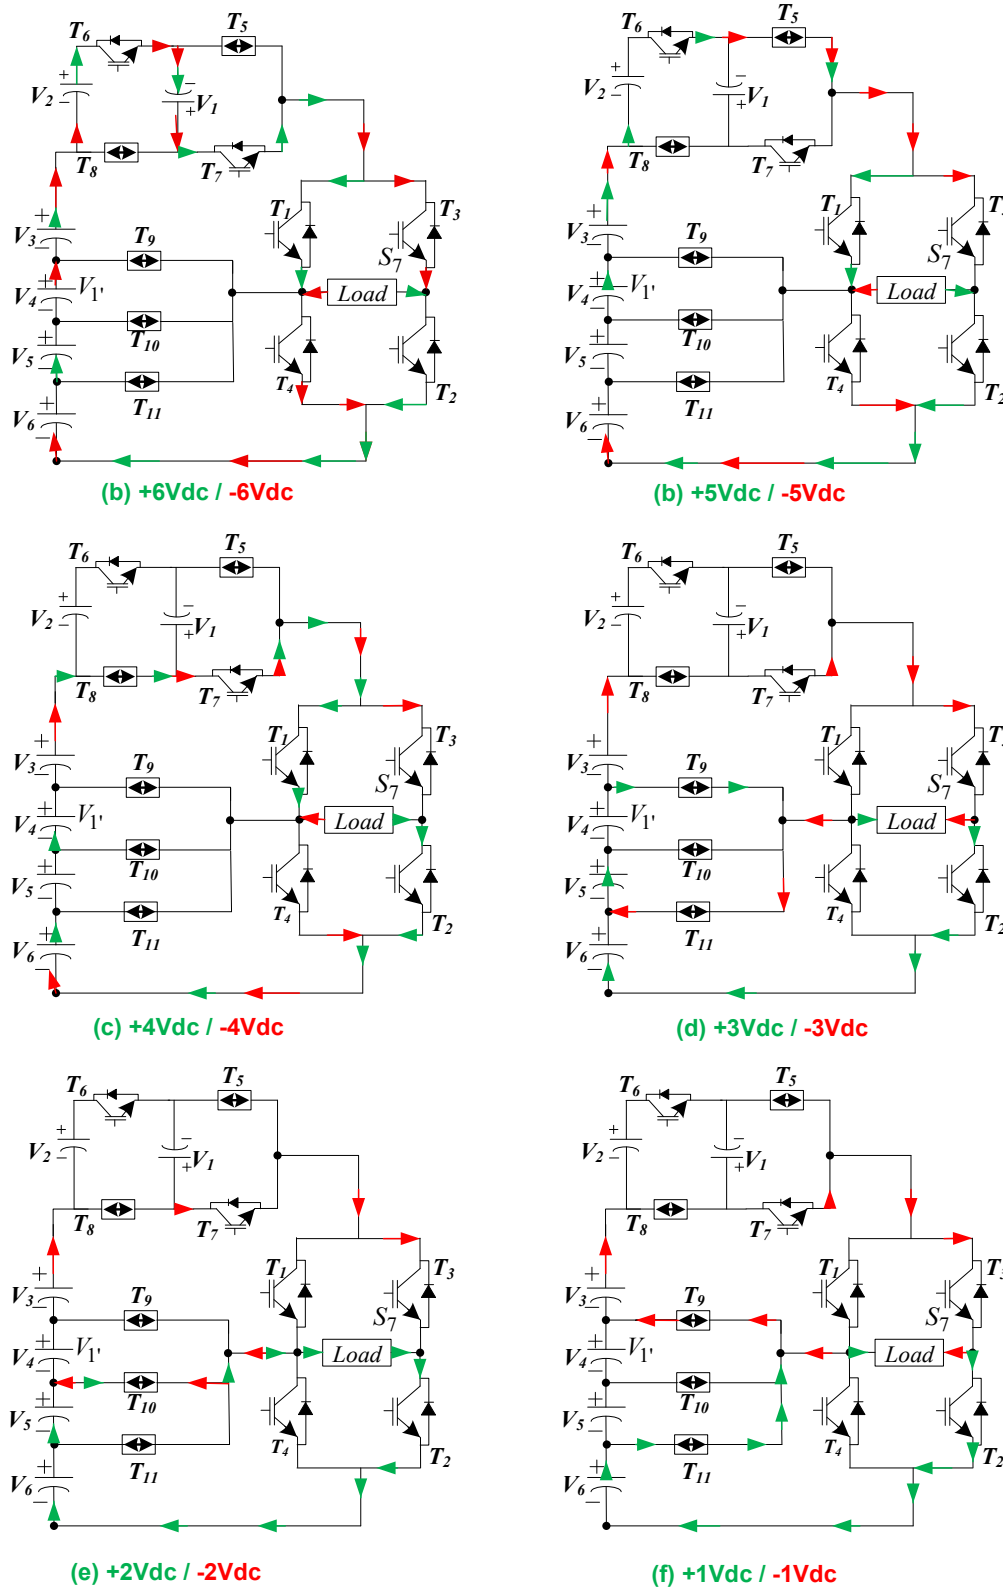 T6 T5
V2 + − V1 − +
T8 T7
T1 T3
V3 + − T9 S7
V4 + − V1' Load
V5 + − T10 T4 T2
T11
V6 + −
(b) +6Vdc / -6Vdc
T6 T5
V2 + − V1 − +
T8 T7
T1 T
V3 + − T9 S7
V4 + − V1' Load
V5 + − T10 T4 T2
T11
V6 + −
(b) +5Vdc / -5Vdc
T6 T5
V2 + − V1 − +
T8 T7
T1 T3
V3 + − T9 S7
V4 + − V1' Load
V5 + − T10 T4 T2
T11
V6 + −
(c) +4Vdc / -4Vdc
T6 T5
V2 + − V1 − +
T8 T7
T1 T
V3 + − T9 S7
V4 + − V1' Load
V5 + − T10 T4 T2
T11
V6 + −
(d) +3Vdc / -3Vdc
T6 T5
V2 + − V1 − +
T8 T7
T1 T3
V3 + − T9 S7
V4 + − V1' Load
V5 + − T10 T4 T2
T11
V6 + −
(e) +2Vdc / -2Vdc
T6 T5
V2 + − V1 − +
T8 T7
T1 T3
V3 + − T9 S7
V4 + − V1' Load
V5 + − T10 T4 T2
T11
V6 + −
(f) +1Vdc / -1Vdc